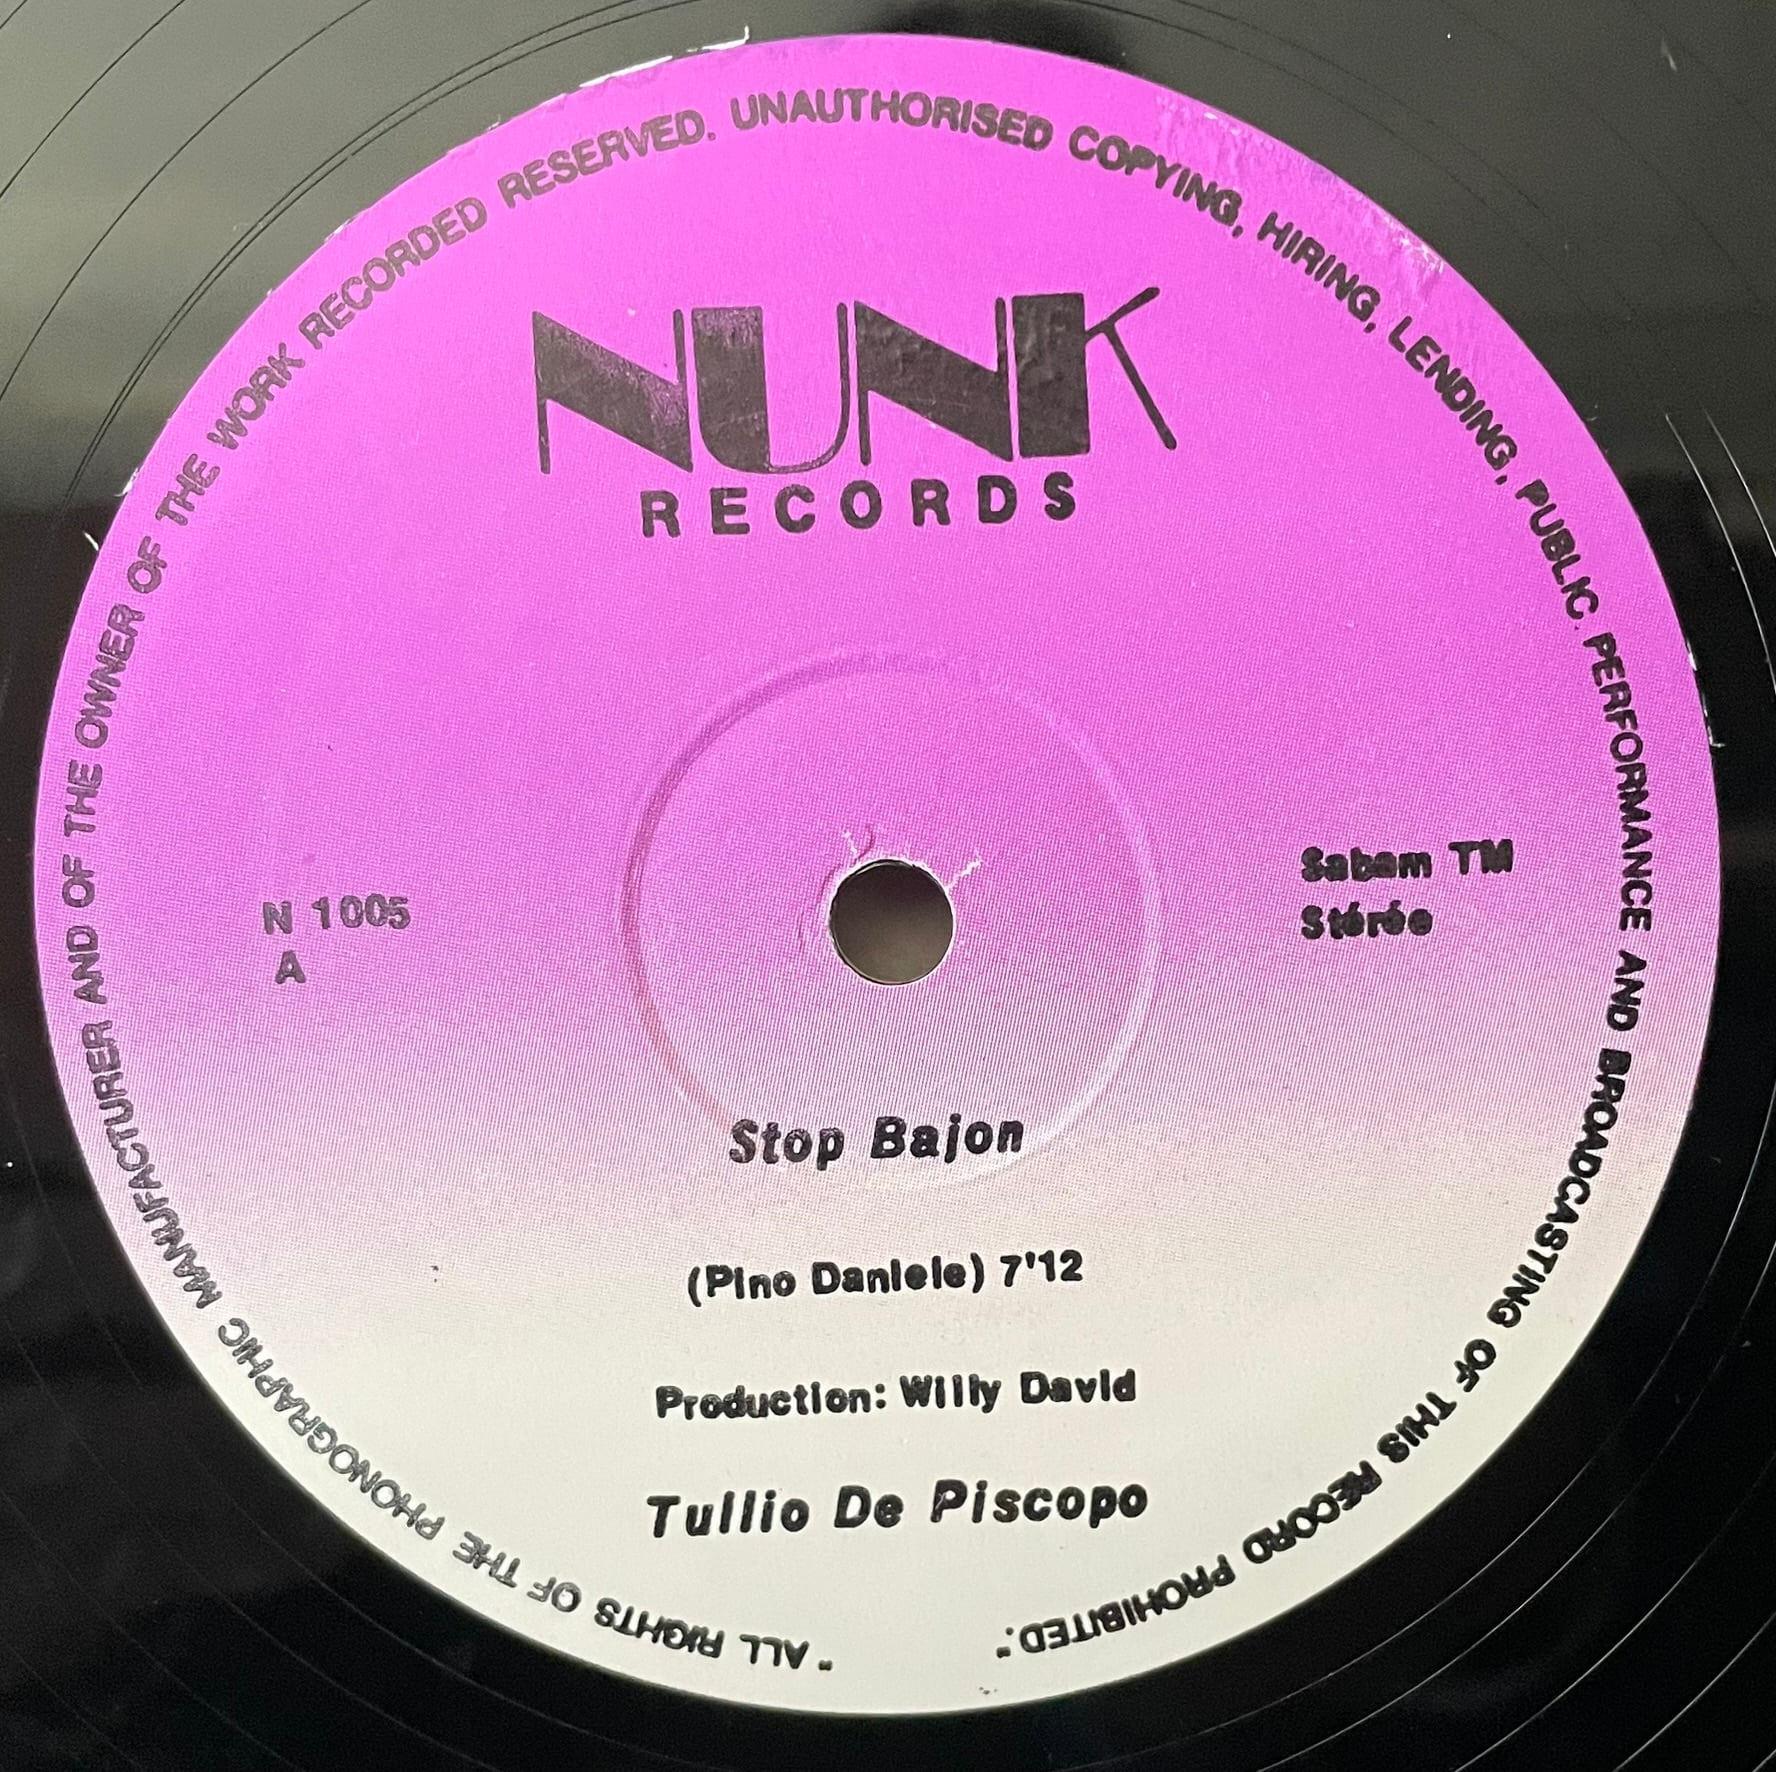 "ALL RIGHTS OF THE PHONOGRAPHIC MANUFACTURER AND OF THE OWNER OF THE WORK RECORDED RESERVED. UNAUTHORISED COPYING, HIRING, LENDING, PUBLIC PERFORMANCE AND BROADCASTING OF THIS RECORD PROHIBITED."
NUNK
RECORDS
N 1005
A
Sabam TM
Stéréo
Stop Bajon
(Pino Daniele) 7'12
Production: Willy David
Tullio De Piscopo